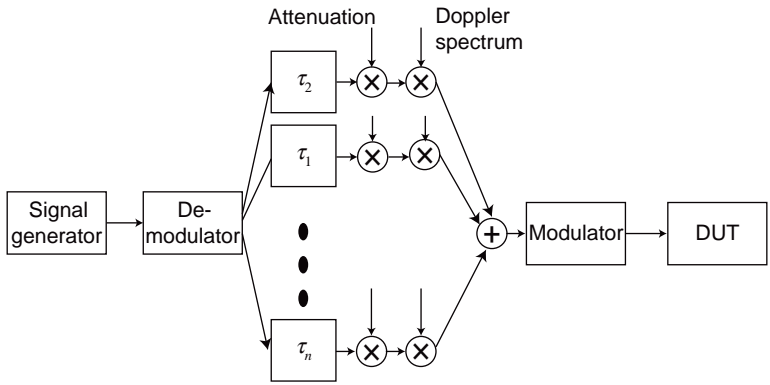 Attenuation
Doppler
spectrum
τ2
τ1
Signal
generator
De-
modulator
+
Modulator
DUT
τn